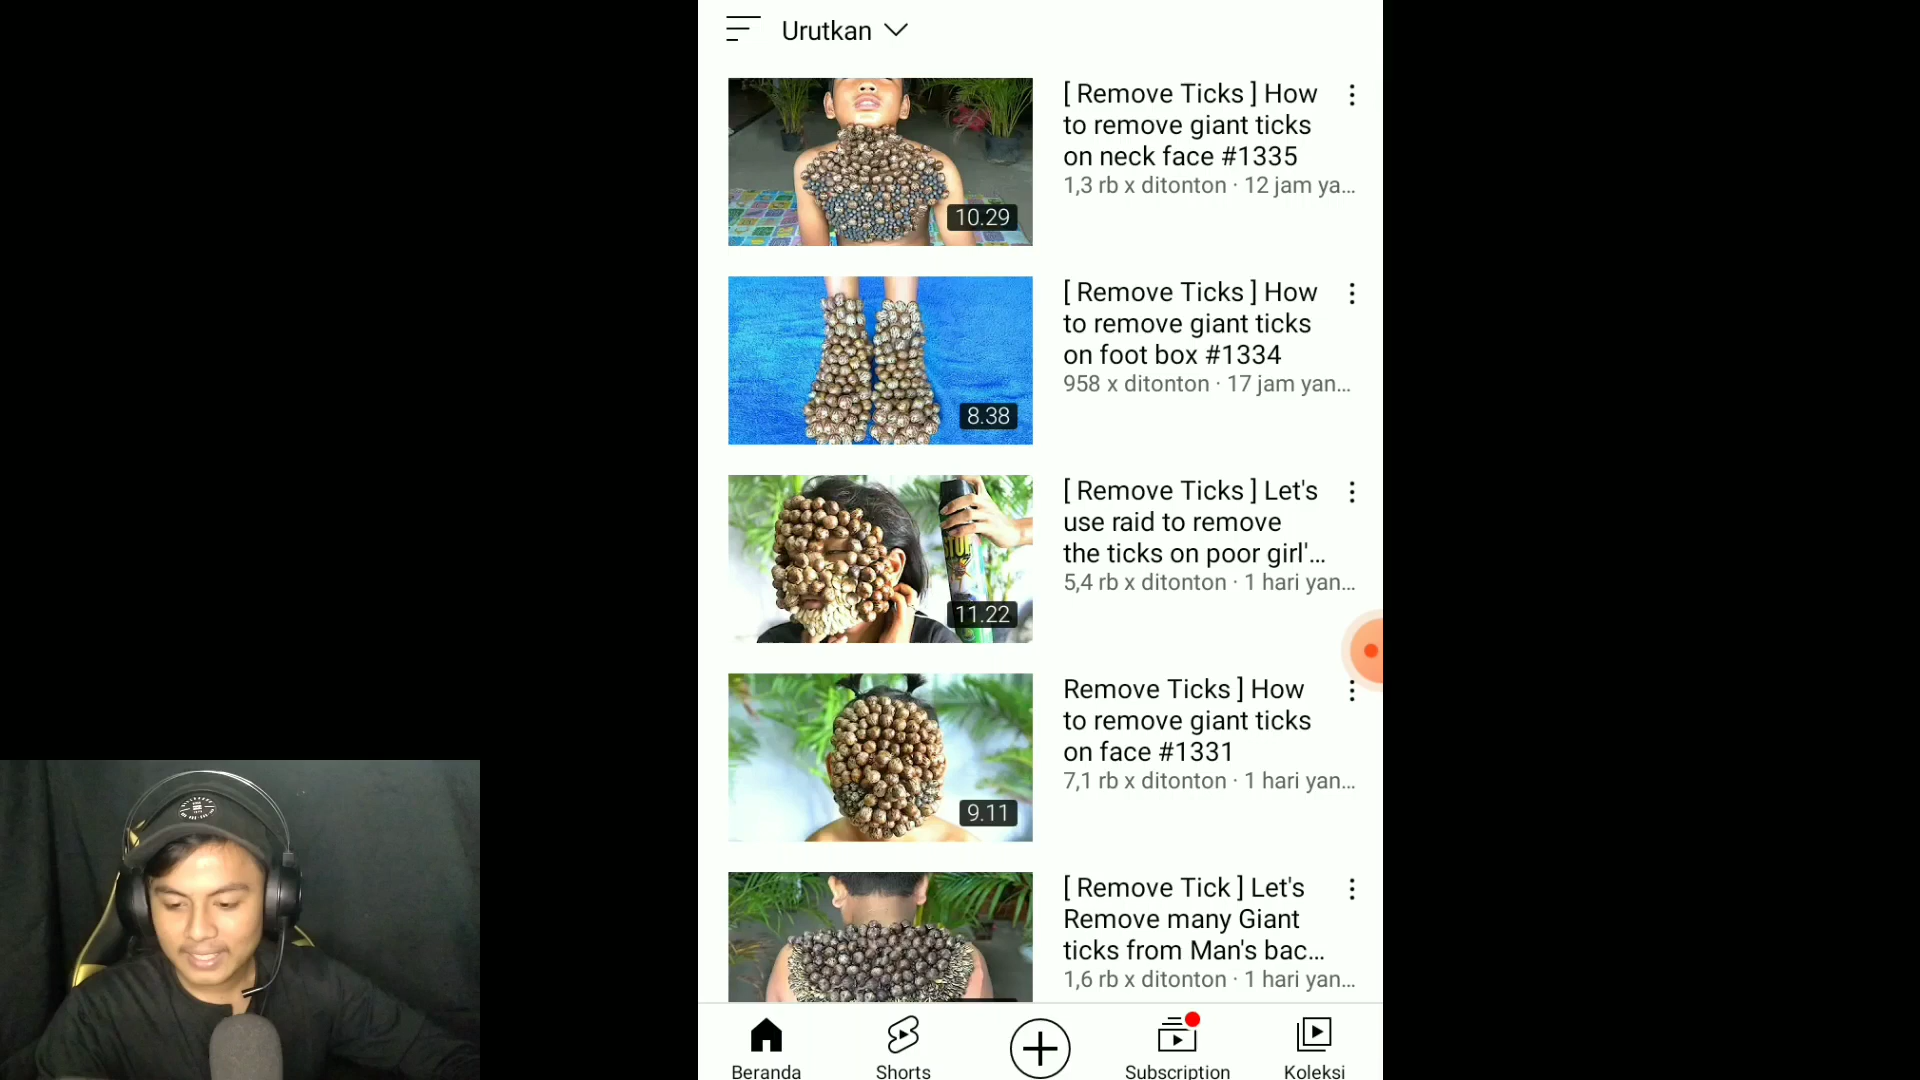 Urutkan
[ Remove Ticks ] How
to remove giant ticks
on neck face #1335
1,3 rb x ditonton · 12 jam ya...
10.29
[ Remove Ticks ] How
to remove giant ticks
on foot box #1334
958 x ditonton · 17 jam yan...
8.38
[ Remove Ticks ] Let's
use raid to remove
the ticks on poor girl'...
5,4 rb x ditonton · 1 hari yan...
STOP
11.22
Remove Ticks ] How
to remove giant ticks
on face #1331
7,1 rb x ditonton · 1 hari yan...
9.11
[ Remove Tick ] Let's
Remove many Giant
ticks from Man's bac...
1,6 rb x ditonton · 1 hari yan...
Beranda
Shorts
Subscription
Koleksi